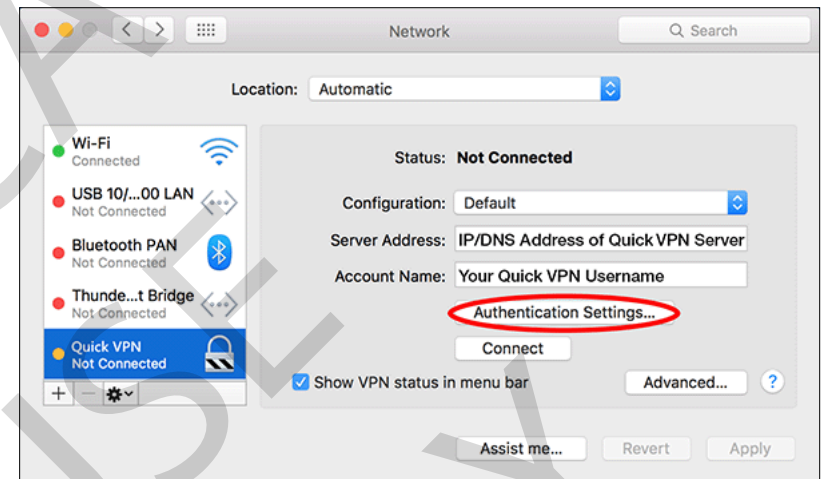 Network
Search
Location: Automatic
Wi-Fi
Connected
USB 10/...00 LAN
Not Connected
Bluetooth PAN
Not Connected
Thunde...t Bridge
Not Connected
Quick VPN
Not Connected
Status: Not Connected
Configuration: Default
Server Address: IP/DNS Address of Quick VPN Server
Account Name: Your Quick VPN Username
Authentication Settings...
Connect
Show VPN status in menu bar
Advanced... ?
Assist me... Revert Apply